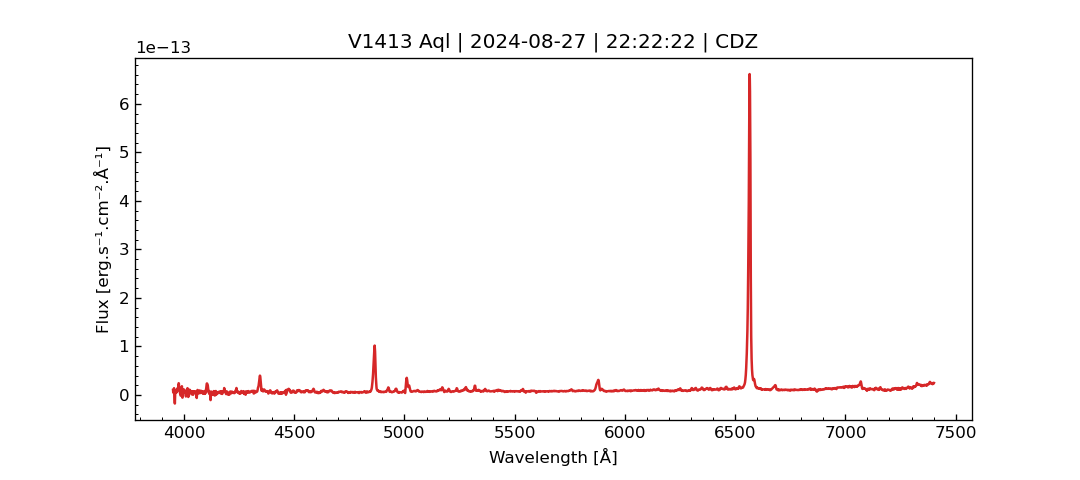 V1413 Aql | 2024-08-27 | 22:22:22 | CDZ
1e−13
6
5
4
3
2
1
0
Flux [erg.s⁻¹.cm⁻².Å⁻¹]
4000 4500 5000 5500 6000 6500 7000 7500
Wavelength [Å]